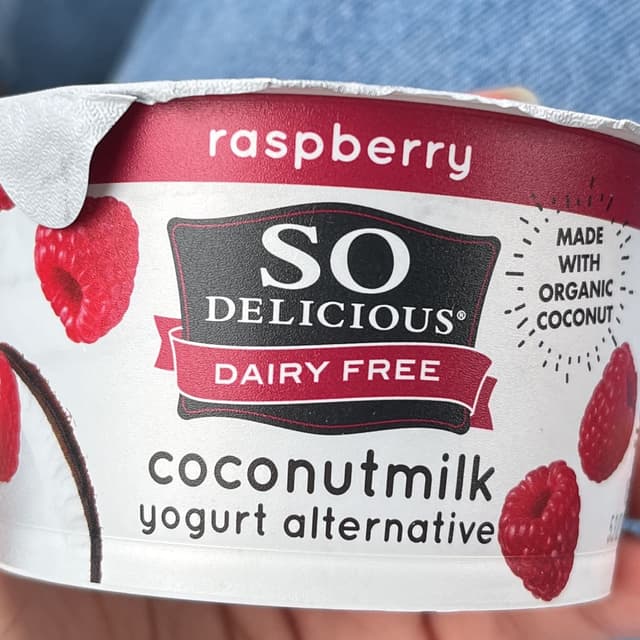 raspberry
SO
DELICIOUS®
DAIRY FREE
MADE
WITH
ORGANIC
COCONUT
coconutmilk
yogurt alternative